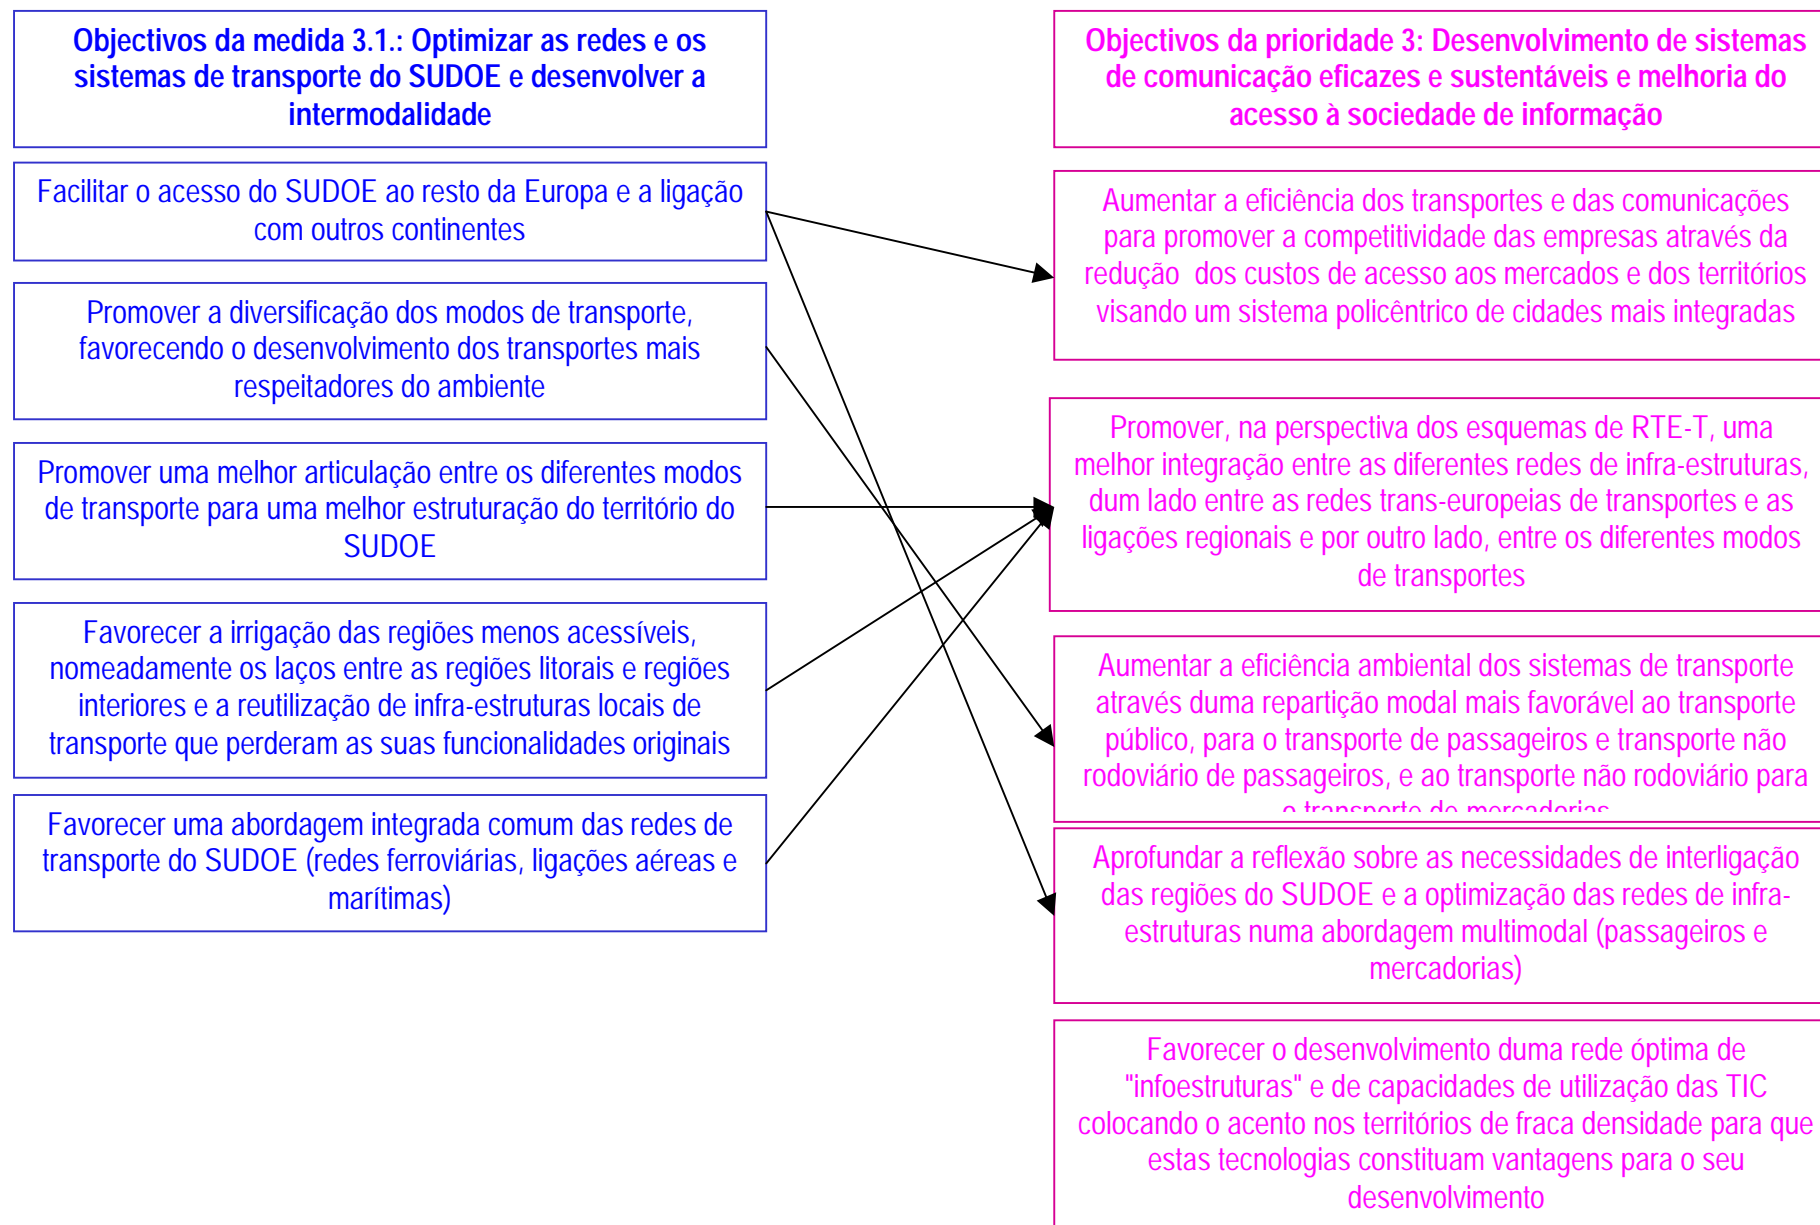 Objectivos da medida 3.1.: Optimizar as redes e os
sistemas de transporte do SUDOE e desenvolver a
intermodalidade
Facilitar o acesso do SUDOE ao resto da Europa e a ligação
com outros continentes
Promover a diversificação dos modos de transporte,
favorecendo o desenvolvimento dos transportes mais
respeitadores do ambiente
Promover uma melhor articulação entre os diferentes modos
de transporte para uma melhor estruturação do território do
SUDOE
Favorecer a irrigação das regiões menos acessíveis,
nomeadamente os laços entre as regiões litorais e regiões
interiores e a reutilização de infra-estruturas locais de
transporte que perderam as suas funcionalidades originais
Favorecer uma abordagem integrada comum das redes de
transporte do SUDOE (redes ferroviárias, ligações aéreas e
marítimas)
Objectivos da prioridade 3: Desenvolvimento de sistemas
de comunicação eficazes e sustentáveis e melhoria do
acesso à sociedade de informação
Aumentar a eficiência dos transportes e das comunicações
para promover a competitividade das empresas através da
redução  dos custos de acesso aos mercados e dos territórios
visando um sistema policêntrico de cidades mais integradas
Promover, na perspectiva dos esquemas de RTE-T, uma
melhor integração entre as diferentes redes de infra-estruturas,
dum lado entre as redes trans-europeias de transportes e as
ligações regionais e por outro lado, entre os diferentes modos
de transportes
Aumentar a eficiência ambiental dos sistemas de transporte
através duma repartição modal mais favorável ao transporte
público, para o transporte de passageiros e transporte não
rodoviário de passageiros, e ao transporte não rodoviário para
o transporte de mercadorias
Aprofundar a reflexão sobre as necessidades de interligação
das regiões do SUDOE e a optimização das redes de infra-
estruturas numa abordagem multimodal (passageiros e
mercadorias)
Favorecer o desenvolvimento duma rede óptima de
"infoestruturas" e de capacidades de utilização das TIC
colocando o acento nos territórios de fraca densidade para que
estas tecnologias constituam vantagens para o seu
desenvolvimento